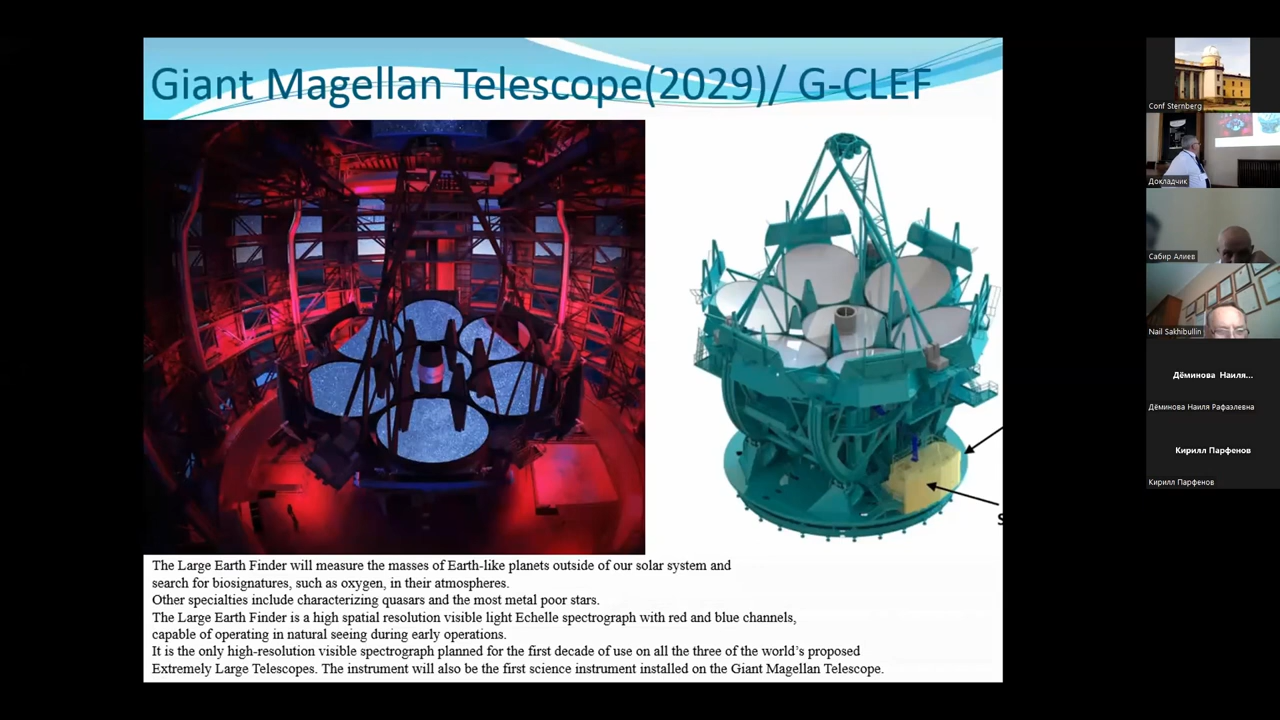 Giant Magellan Telescope(2029)/ G-CLEF
The Large Earth Finder will measure the masses of Earth-like planets outside of our solar system and
search for biosignatures, such as oxygen, in their atmospheres.
Other specialties include characterizing quasars and the most metal poor stars.
The Large Earth Finder is a high spatial resolution visible light Echelle spectrograph with red and blue channels,
capable of operating in natural seeing during early operations.
It is the only high-resolution visible spectrograph planned for the first decade of use on all the three of the world's proposed
Extremely Large Telescopes. The instrument will also be the first science instrument installed on the Giant Magellan Telescope.
Conf Sternberg
Докладчик
Сабир Алиев
Nail Sakhibullin
Дёминова Наиля...
Дёминова Наиля Рафаэлевна
Кирилл Парфенов
Кирилл Парфенов